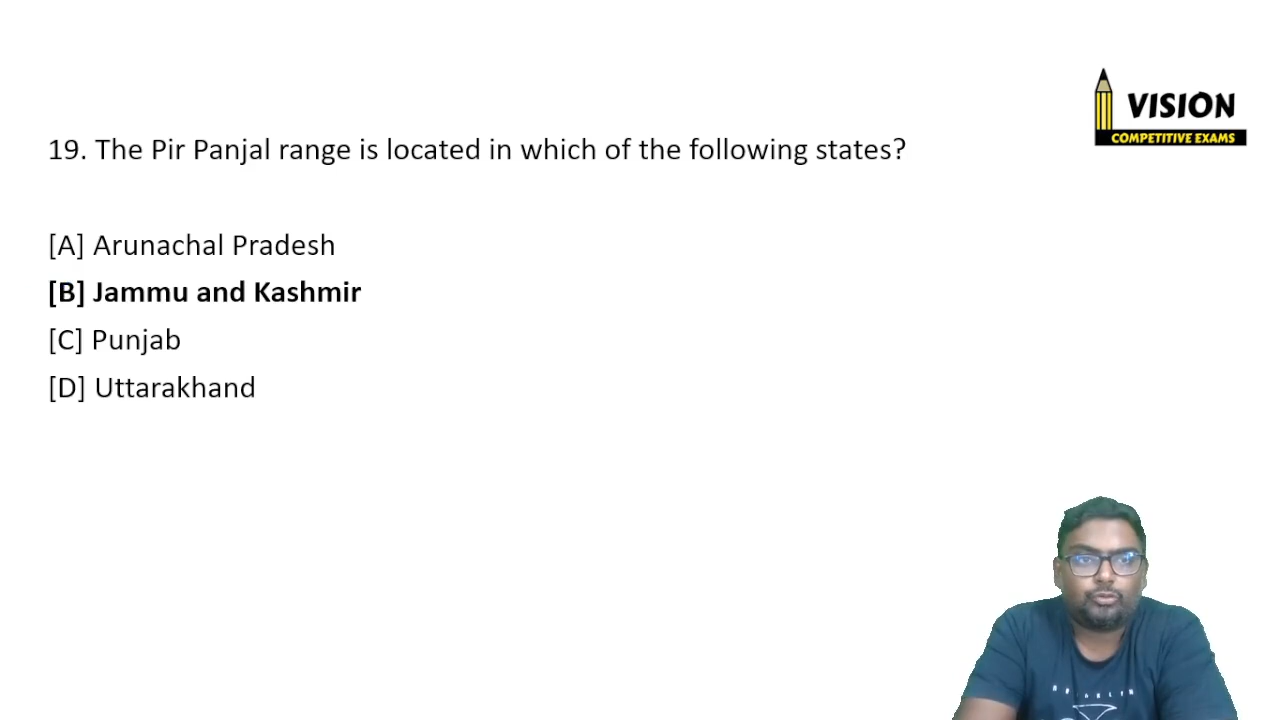 VISION
COMPETITIVE EXAMS
19. The Pir Panjal range is located in which of the following states?
[A] Arunachal Pradesh
[B] Jammu and Kashmir
[C] Punjab
[D] Uttarakhand